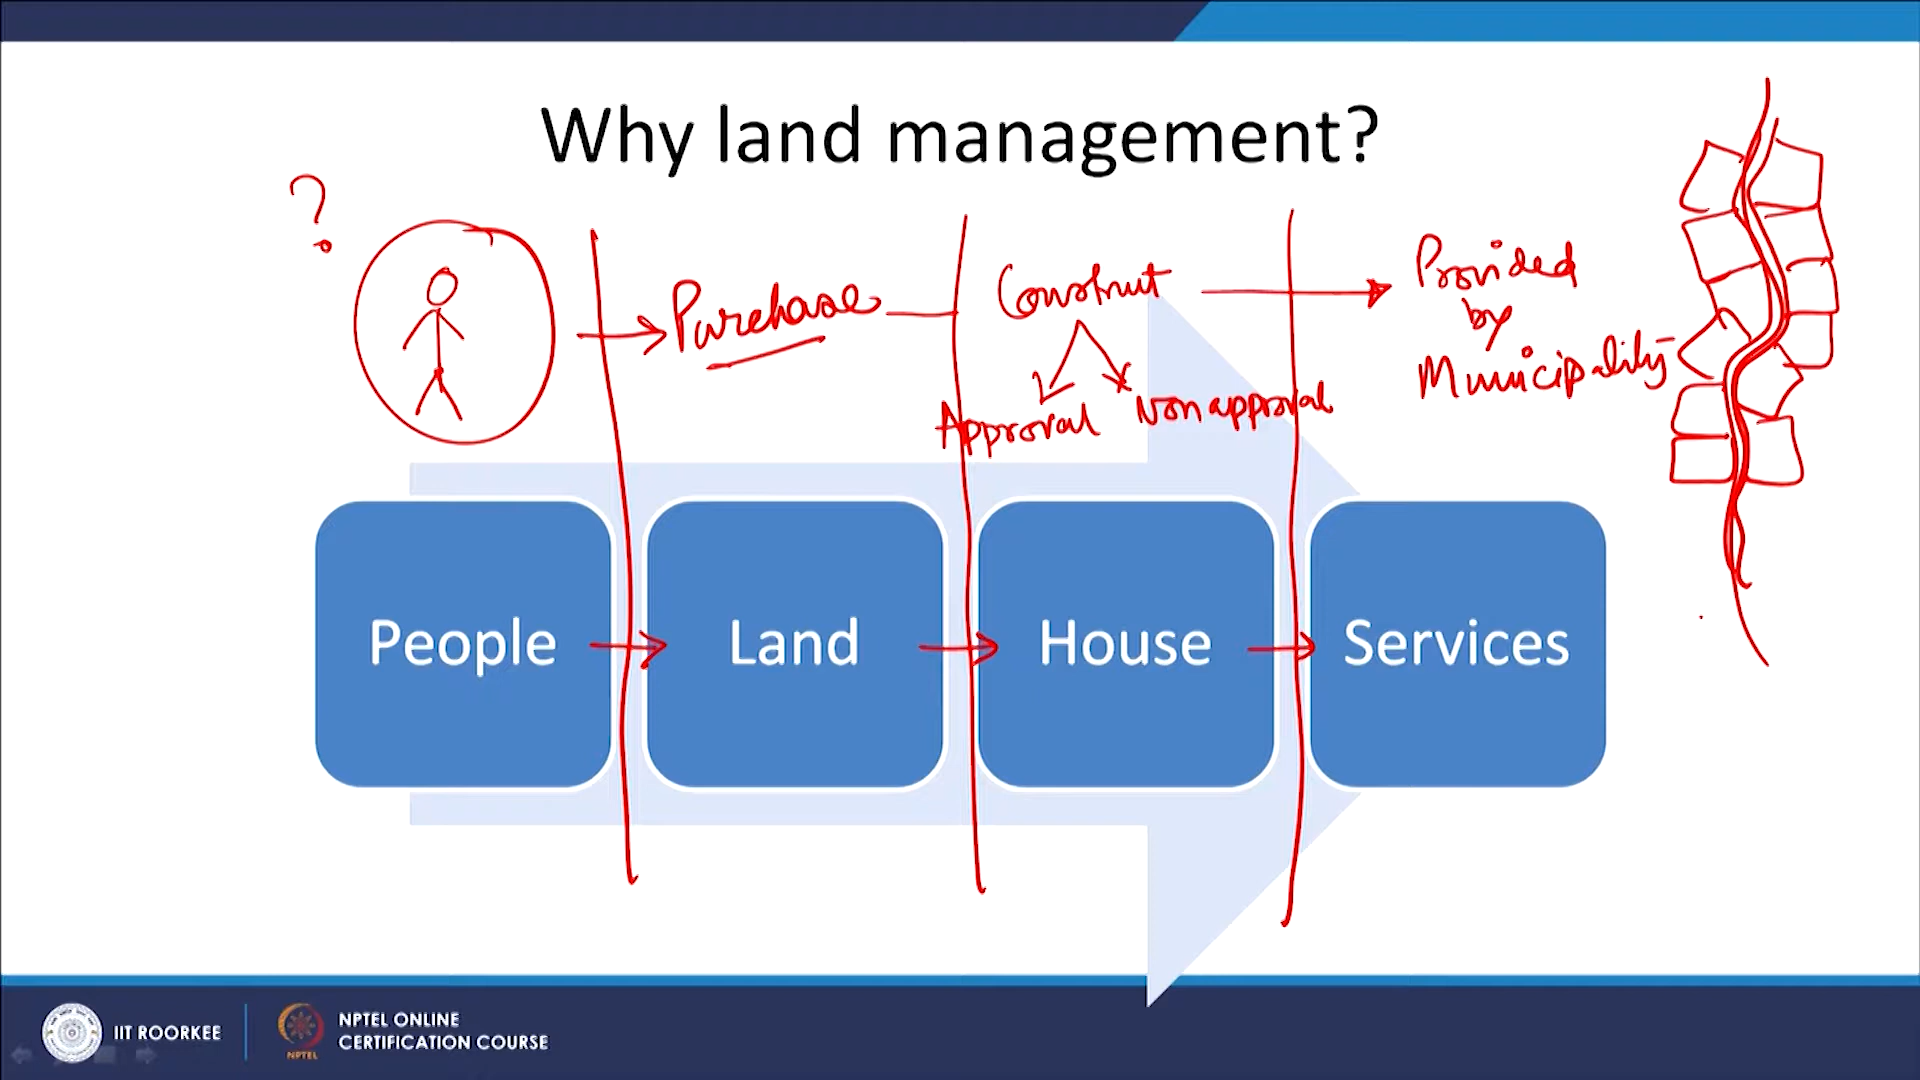 Why land management?
?
Purchase
Construct
Approval
Non approval
Provided
by
Municipality
People
Land
House
Services
IIT ROORKEE
NPTEL
NPTEL ONLINE
CERTIFICATION COURSE